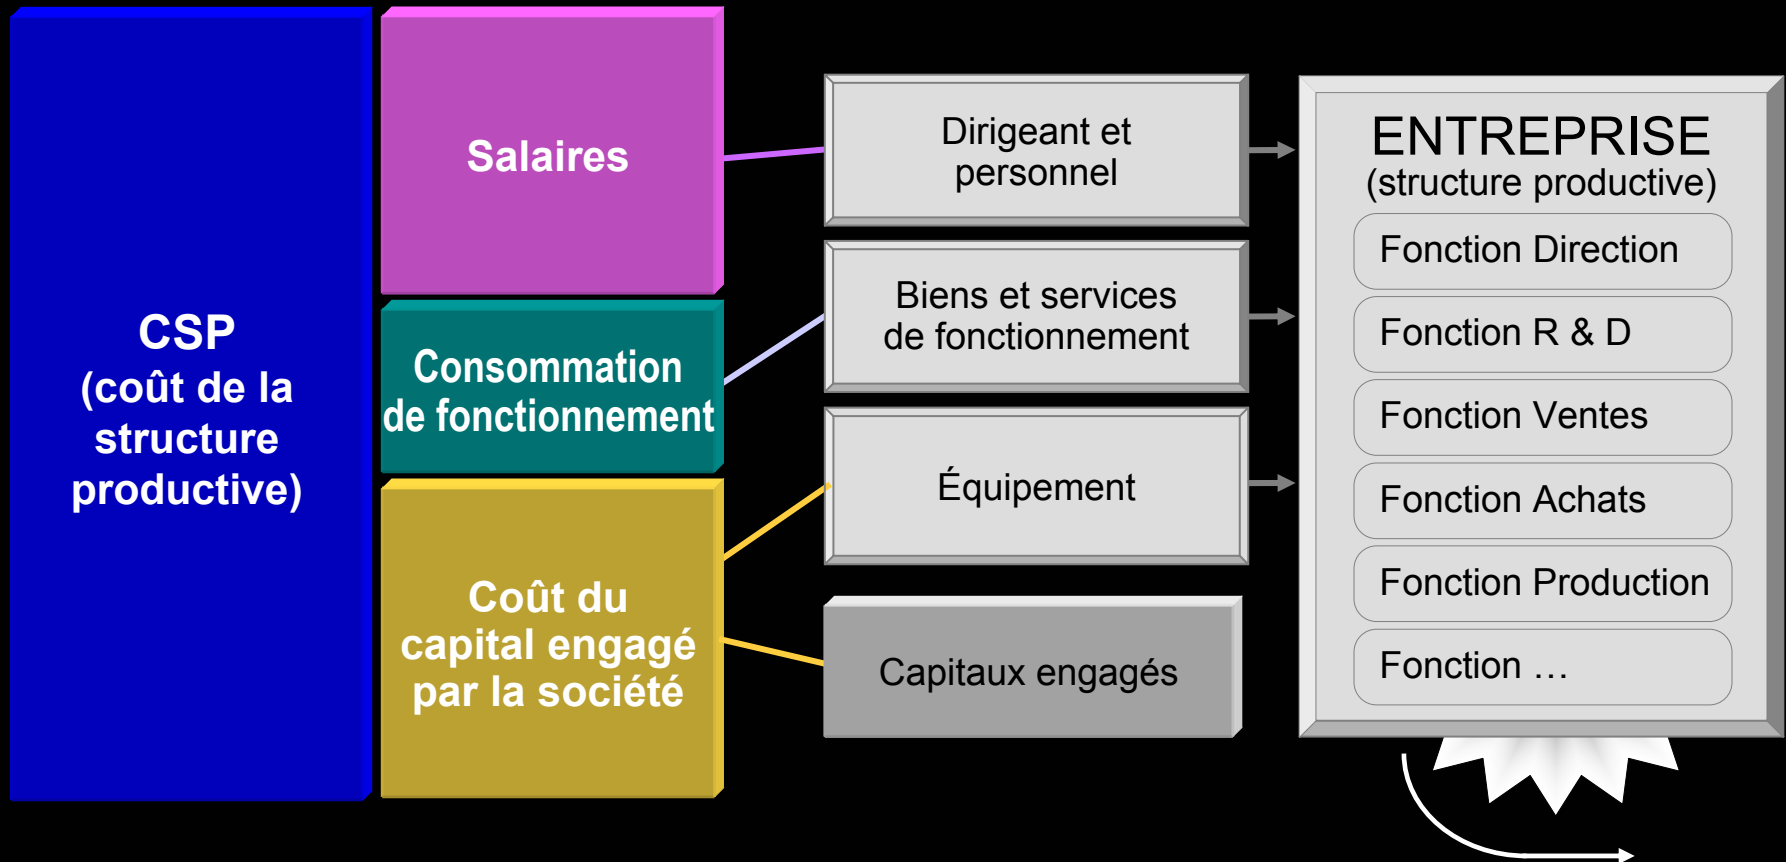 CSP
(coût de la
structure
productive)
Salaires
Consommation
de fonctionnement
Coût du
capital engagé
par la société
Dirigeant et
personnel
Biens et services
de fonctionnement
Équipement
Capitaux engagés
ENTREPRISE
(structure productive)
Fonction Direction
Fonction R & D
Fonction Ventes
Fonction Achats
Fonction Production
Fonction …